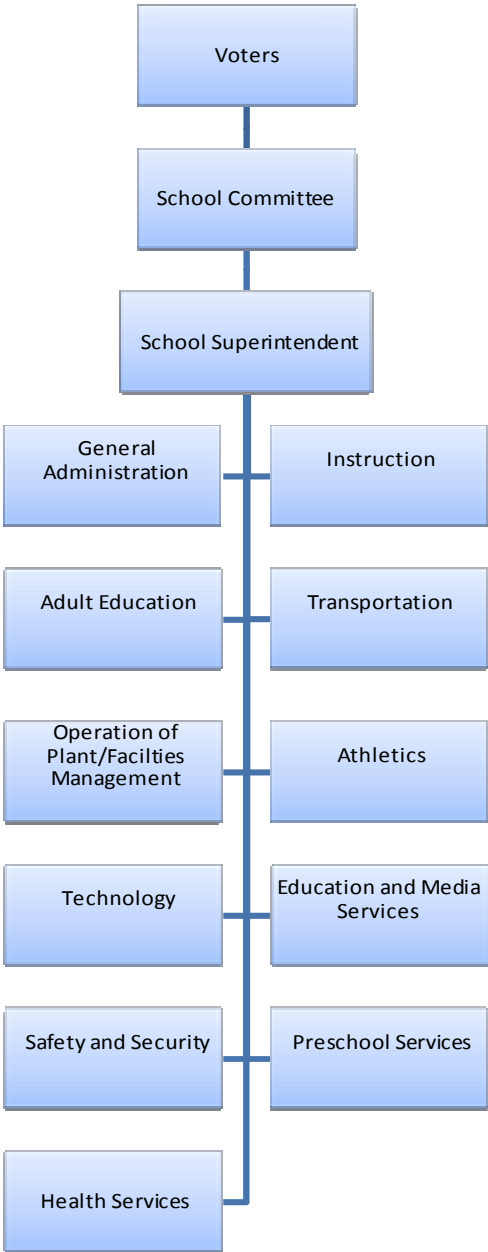 Voters
School Committee
School Superintendent
General
Administration
Instruction
Adult Education
Transportation
Operation of
Plant/Facilties
Management
Athletics
Technology
Education and Media
Services
Safety and Security
Preschool Services
Health Services